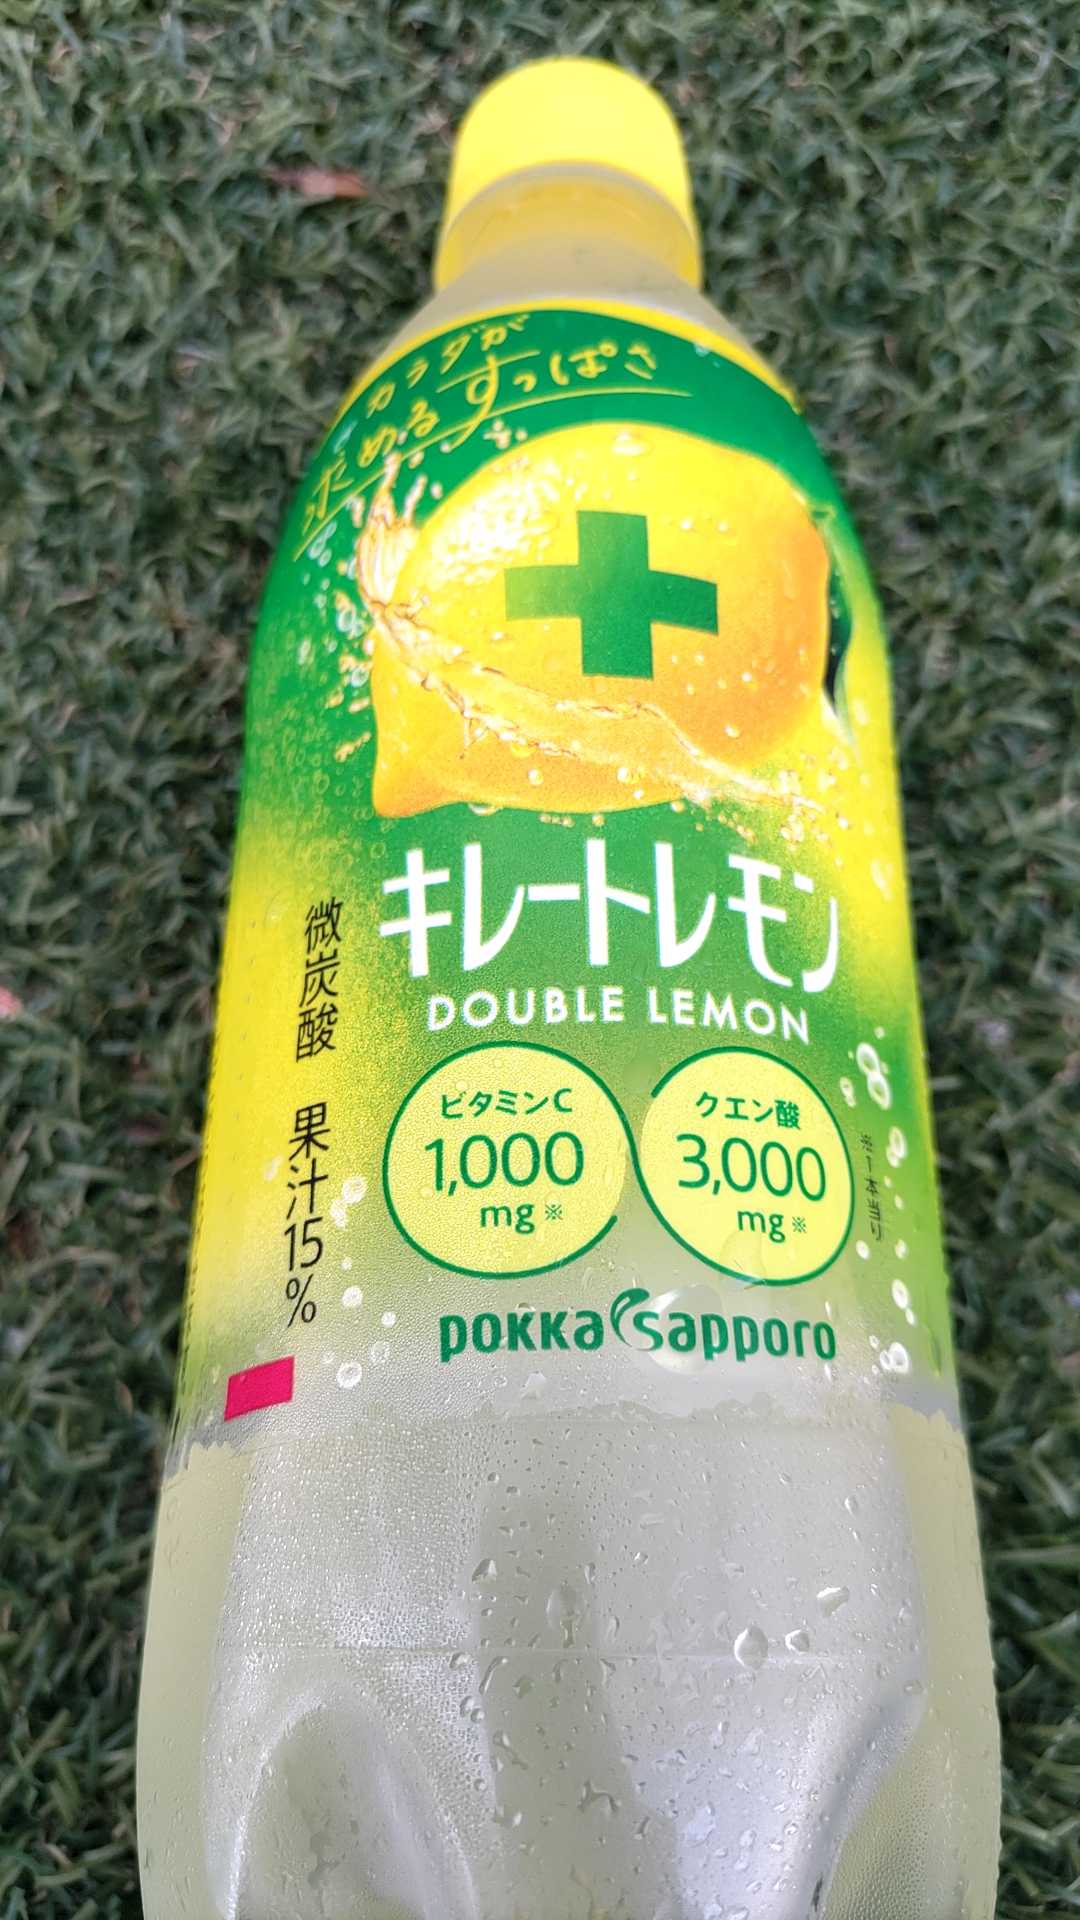 カラダが
求めるすっぱさ
キレートレモン
DOUBLE LEMON
微炭酸 果汁15%
ビタミンC
1,000
mg※
クエン酸
3,000
mg※
※1本当り
pokka sapporo